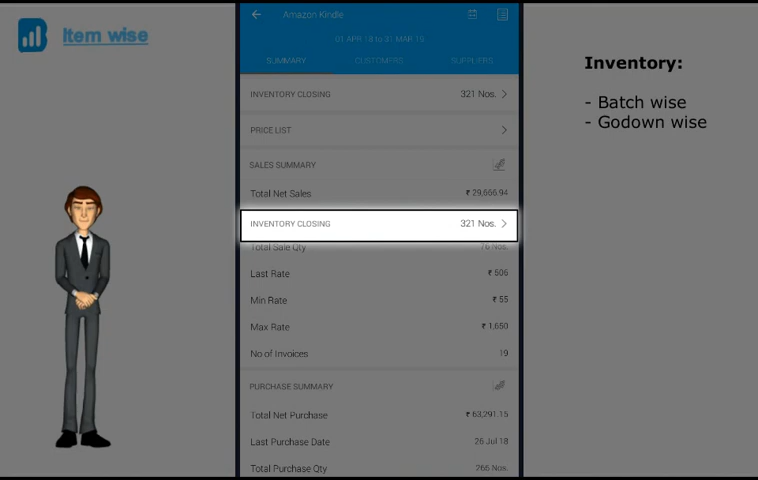 Item wise
Amazon Kindle
01 APR 18 to 31 MAR 19
SUMMARY CUSTOMERS SUPPLIERS
INVENTORY CLOSING 321 Nos.
PRICE LIST
SALES SUMMARY
Total Net Sales ₹ 29,666.94
INVENTORY CLOSING 321 Nos.
Total Sale Qty 76 Nos.
Last Rate ₹ 506
Min Rate ₹ 55
Max Rate ₹ 1,650
No of Invoices 19
PURCHASE SUMMARY
Total Net Purchase ₹ 63,291.15
Last Purchase Date 26 Jul 18
Total Purchase Qty 266 Nos.
Inventory:
- Batch wise
- Godown wise